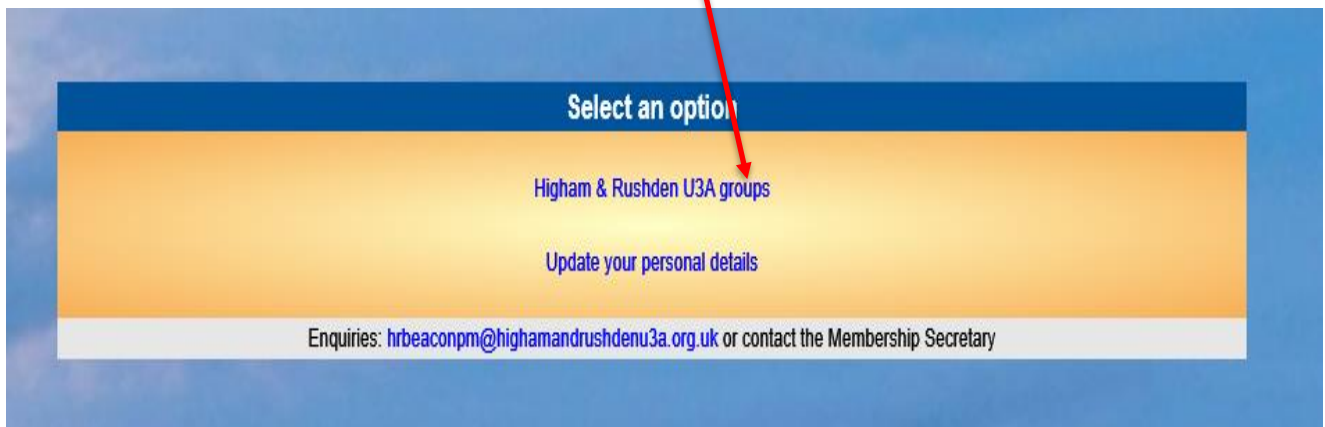 Select an option
Higham & Rushden U3A groups
Update your personal details
Enquiries: hrbeaconpm@highamandrushdenu3a.org.uk or contact the Membership Secretary